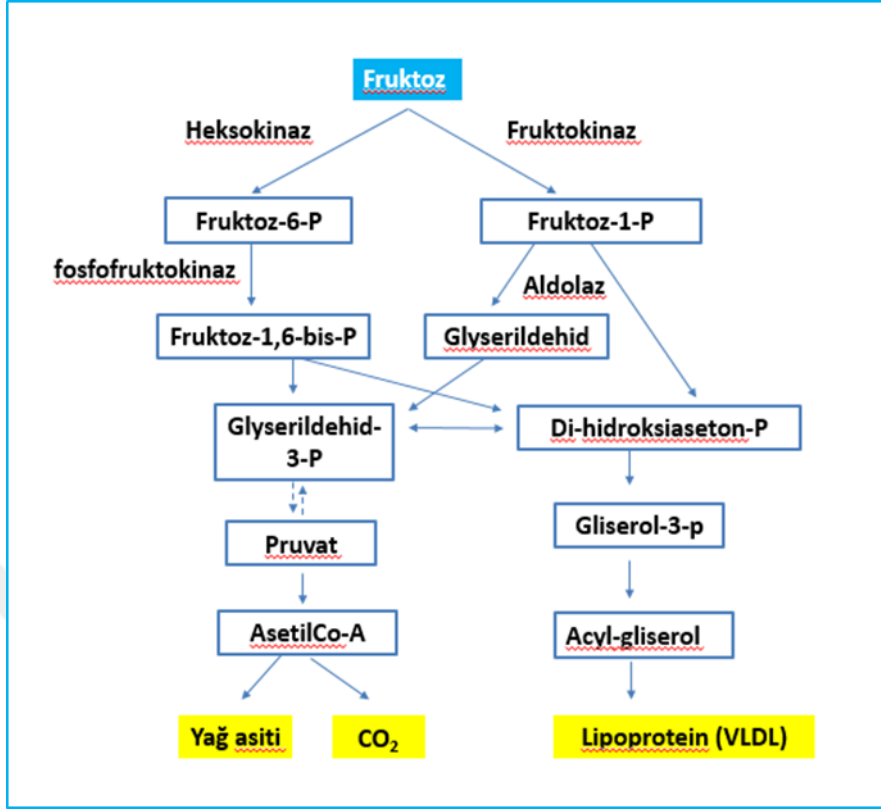 Fruktoz
Heksokinaz
Fruktokinaz
Fruktoz-6-P
Fruktoz-1-P
fosfofruktokinaz
Aldolaz
Fruktoz-1,6-bis-P
Glyserildehid
Glyserildehid-
3-P
Di-hidroksiaseton-P
Pruvat
Gliserol-3-p
AsetilCo-A
Acyl-gliserol
Yağ asiti
CO₂
Lipoprotein (VLDL)